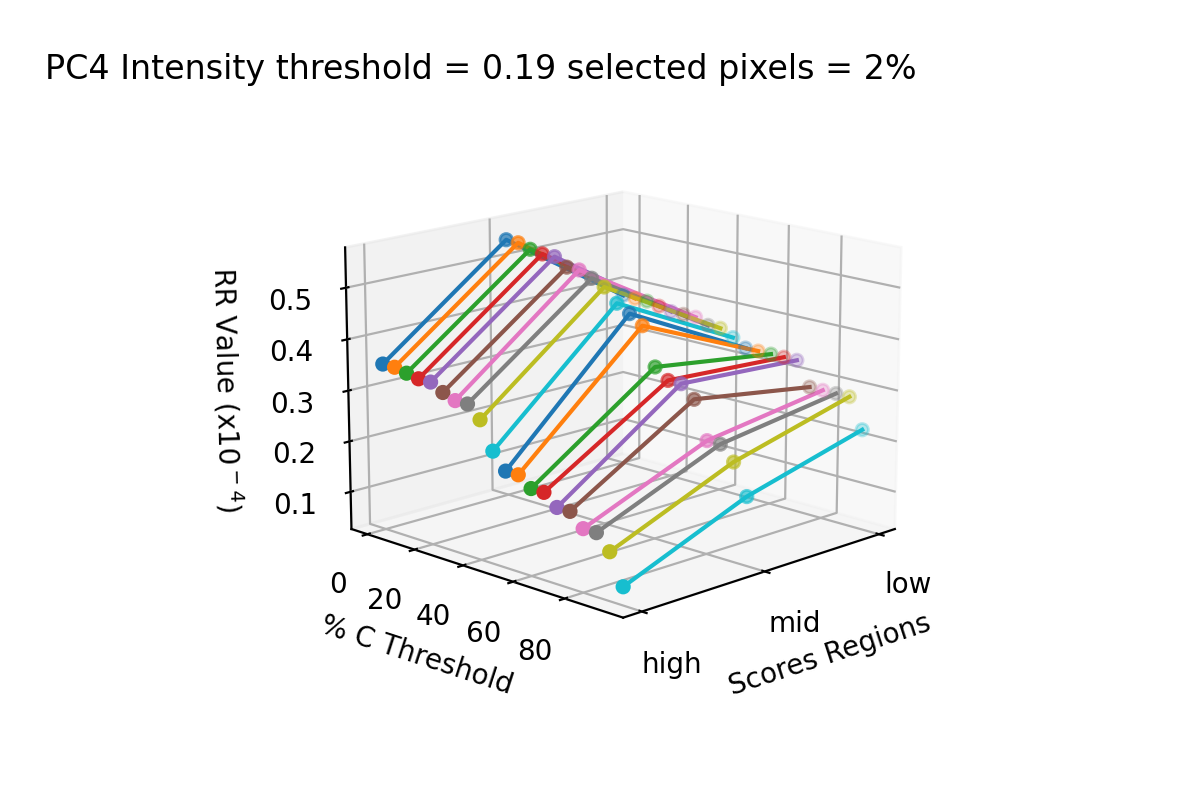 PC4 Intensity threshold = 0.19 selected pixels = 2%
RR Value (x10⁻⁴)
0.5
0.4
0.3
0.2
0.1
0
20
40
60
80
% C Threshold
high
mid
low
Scores Regions